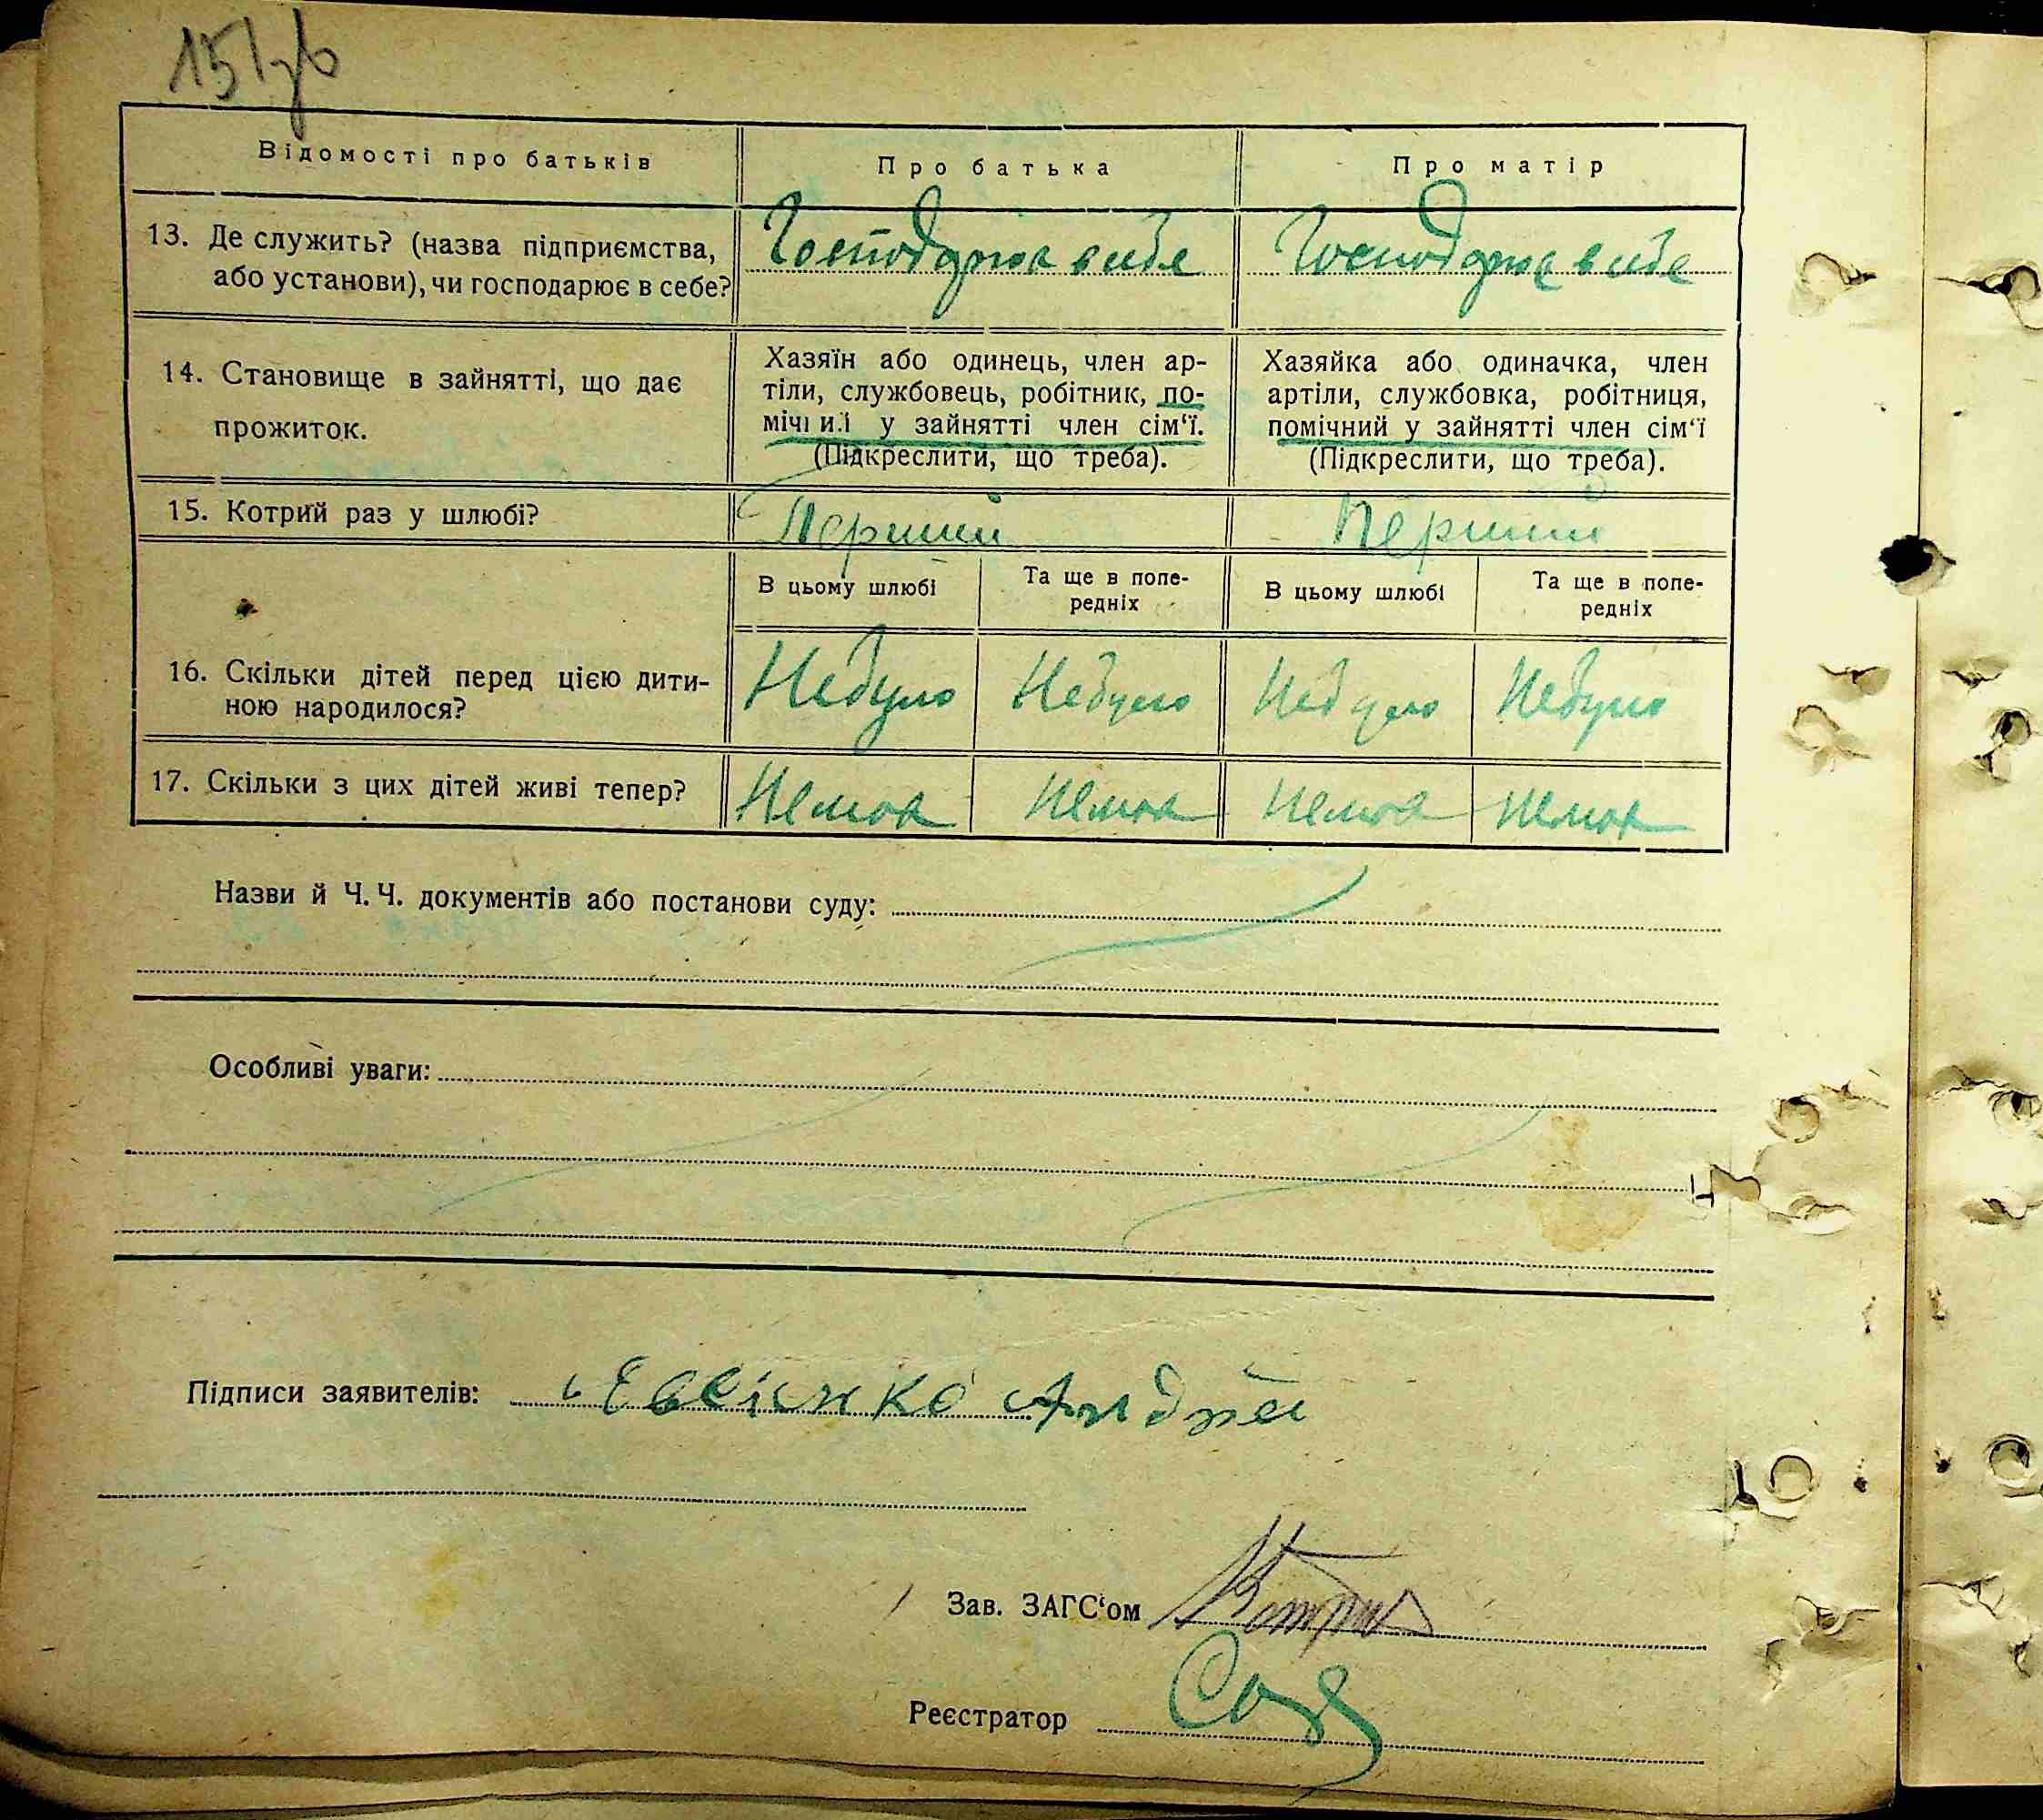 151зв
Відомості про батьків
Про батька
Про матір
13. Де служить? (назва підприємства,
або установи), чи господарює в себе?
Господарює в себе
Господарює в себе
14. Становище в зайнятті, що дає
прожиток.
Хазяїн або одинець, член ар-
тіли, службовець, робітник, по-
мічний у зайнятті член сім‘ї.
(Підкреслити, що треба).
Хазяйка або одиначка, член
артіли, службовка, робітниця,
помічний у зайнятті член сім‘ї
(Підкреслити, що треба).
15. Котрий раз у шлюбі?
Перший
Перший
В цьому шлюбі
Та ще в попе-
редніх
В цьому шлюбі
Та ще в попе-
редніх
16. Скільки дітей перед цією дити-
ною народилося?
Небуло
Небуло
Небуло
Небуло
17. Скільки з цих дітей живі тепер?
Немає
Немає
Немає
Немає
Назви й Ч. Ч. документів або постанови суду:
Особливі уваги:
Підписи заявителів: Евсієнко Андрей
Зав. ЗАГС‘ом
Реєстратор